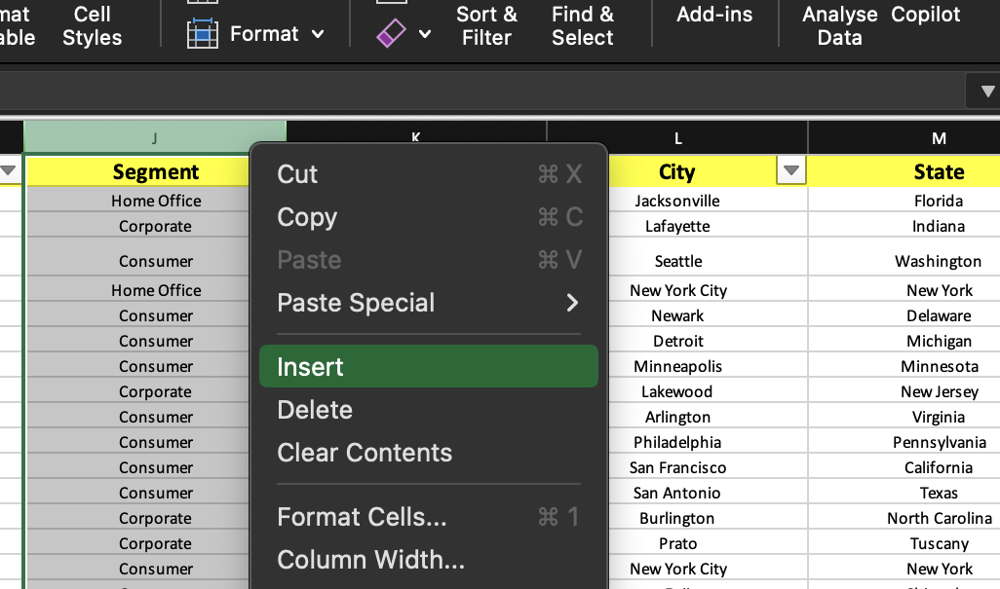 mat Cell Sort & Find & Add-ins Analyse Copilot
able Styles Format Filter Select Data
J K L M
Segment City State
Home Office Jacksonville Florida
Corporate Lafayette Indiana
Consumer Seattle Washington
Home Office New York City New York
Consumer Newark Delaware
Consumer Detroit Michigan
Consumer Minneapolis Minnesota
Corporate Lakewood New Jersey
Consumer Arlington Virginia
Consumer Philadelphia Pennsylvania
Consumer San Francisco California
Consumer San Antonio Texas
Corporate Burlington North Carolina
Corporate Prato Tuscany
Consumer New York City New York
Cut ⌘ X
Copy ⌘ C
Paste ⌘ V
Paste Special
Insert
Delete
Clear Contents
Format Cells... ⌘ 1
Column Width...